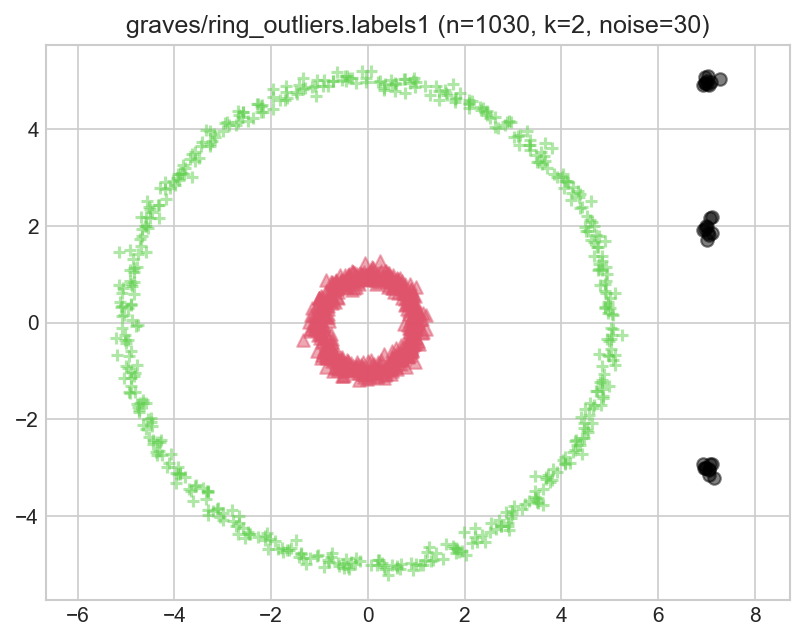 graves/ring_outliers.labels1 (n=1030, k=2, noise=30)
4
2
0
−2
−4
−6 −4 −2 0 2 4 6 8